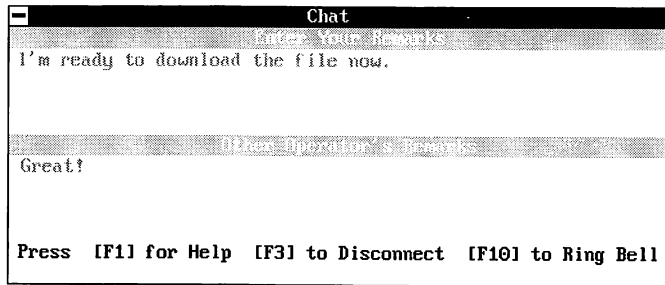 Chat
Enter Your Remarks
I'm ready to download the file now.
Other Operator's Remarks
Great!
Press [F1] for Help [F3] to Disconnect [F10] to Ring Bell